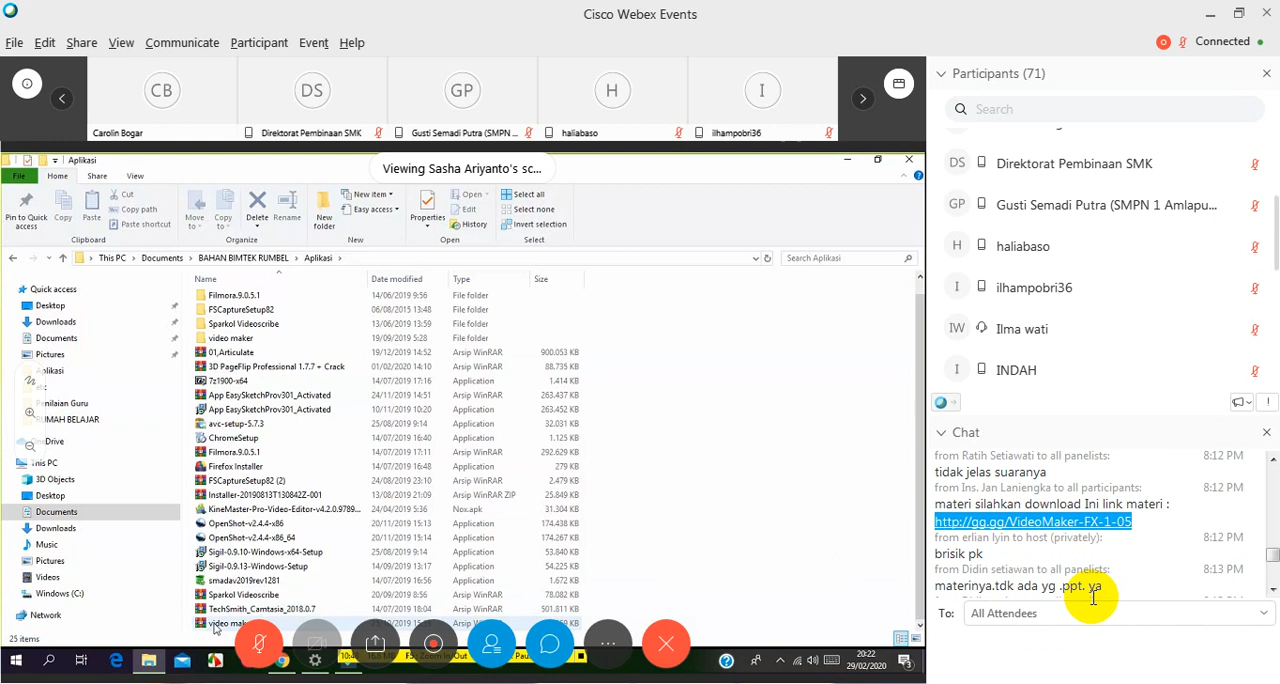 Cisco Webex Events
File Edit Share View Communicate Participant Event Help
Connected
CB DS GP H I
Carolin Bogar Direktorat Pembinaan SMK Gusti Semadi Putra (SMPN ... haliabaso ilhampobri36
Aplikasi
Viewing Sasha Ariyanto's sc...
File Home Share View
Pin to Quick access
Copy
Paste
Cut
Copy path
Paste shortcut
Move to
Copy to
Delete
Rename
New folder
New item
Easy access
Properties
Open
Edit
History
Select all
Select none
Invert selection
Clipboard Organize New Open Select
This PC Documents BAHAN BIMTEK RUMBEL Aplikasi
Search Aplikasi
Name Date modified Type Size
Quick access
Desktop
Downloads
Documents
Pictures
Aplikasi
etc
Penilaian Guru
RUMAH BELAJAR
OneDrive
This PC
3D Objects
Desktop
Documents
Downloads
Music
Pictures
Videos
Windows (C:)
Network
Filmora.9.0.5.1 14/06/2019 9:56 File folder
FSCaptureSetup82 06/08/2015 13:48 File folder
Sparkol Videoscribe 13/06/2019 13:59 File folder
video maker 19/09/2019 5:28 File folder
01,Articulate 19/12/2019 14:52 Arsip WinRAR 900.053 KB
3D PageFlip Professional 1.7.7 + Crack 01/02/2020 14:10 Arsip WinRAR 88.735 KB
7z1900-x64 14/07/2019 17:16 Application 1.414 KB
App EasySketchProv301_Activated 24/11/2019 14:51 Arsip WinRAR 263.437 KB
App EasySketchProv301_Activated 10/11/2019 10:20 Application 263.452 KB
avc-setup-5.7.3 25/08/2019 9:14 Application 32.031 KB
ChromeSetup 14/07/2019 16:40 Application 1.125 KB
Filmora.9.0.5.1 14/07/2019 17:11 Arsip WinRAR 292.629 KB
Firefox Installer 14/07/2019 16:48 Application 279 KB
FSCaptureSetup82 (2) 24/08/2019 23:10 Arsip WinRAR 2.479 KB
Installer-20190813T130842Z-001 13/08/2019 21:09 Arsip WinRAR ZIP 25.849 KB
KineMaster-Pro-Video-Editor-v4.2.0.9789... 24/04/2019 5:36 Nox.apk 30.005 KB
OpenShot-v2.4.4-x86 20/11/2019 15:13 Application 174.438 KB
OpenShot-v2.4.4-x86_64 20/11/2019 15:14 Application 174.267 KB
Sigil-0.9.10-Windows-x64-Setup 25/08/2019 9:14 Application 53.914 KB
Sigil-0.9.13-Windows-Setup 14/09/2019 13:17 Application 54.225 KB
smadav2019rev1281 14/07/2019 16:56 Application 1.672 KB
Sparkol Videoscribe 20/09/2019 5:08 Arsip WinRAR 79.082 KB
TechSmith_Camtasia_2018.0.7 14/07/2019 18:04 Arsip WinRAR 501.811 KB
25 items
20:22
29/02/2020
Participants (71)
Search
DS Direktorat Pembinaan SMK
GP Gusti Semadi Putra (SMPN 1 Amlapu...
H haliabaso
I ilhampobri36
IW Ilma wati
I INDAH
Chat
from Ratih Setiawati to all panelists: 8:12 PM
tidak jelas suaranya
from Ins. Jan Laniengka to all participants: 8:12 PM
materi silahkan download Ini link materi :
http://gg.gg/VideoMaker-FX-1-05
from erlian lyin to host (privately): 8:12 PM
brisik pk
from Didin setiawan to all panelists: 8:13 PM
materinya.tdk ada yg .ppt. ya
To: All Attendees